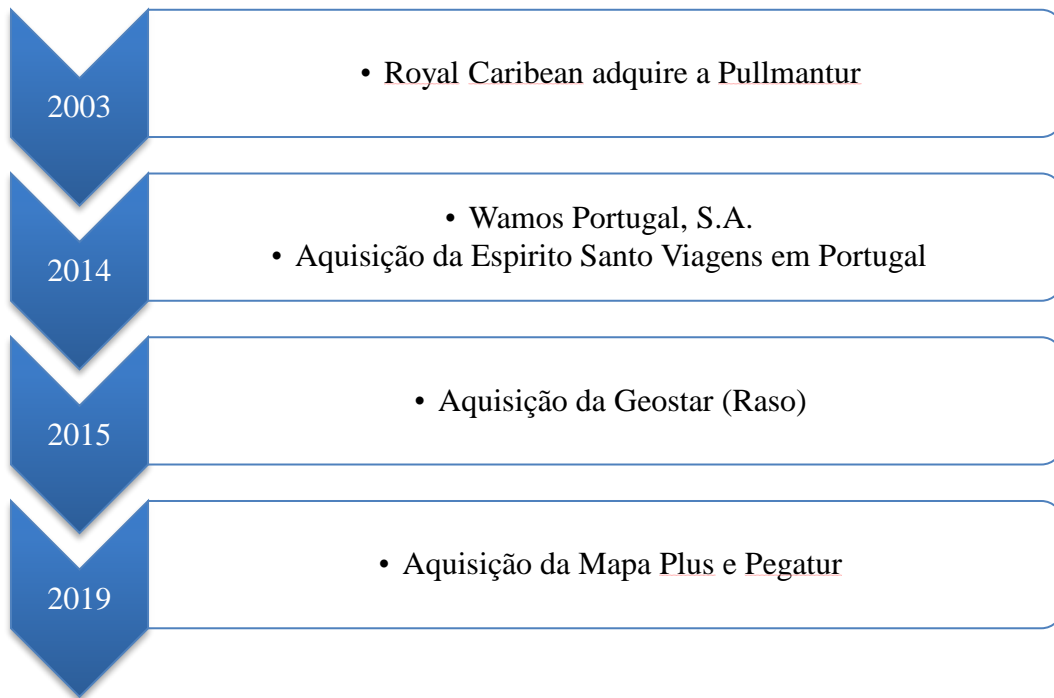 2003
• Royal Caribean adquire a Pullmantur
2014
• Wamos Portugal, S.A.
• Aquisição da Espirito Santo Viagens em Portugal
2015
• Aquisição da Geostar (Raso)
2019
• Aquisição da Mapa Plus e Pegatur